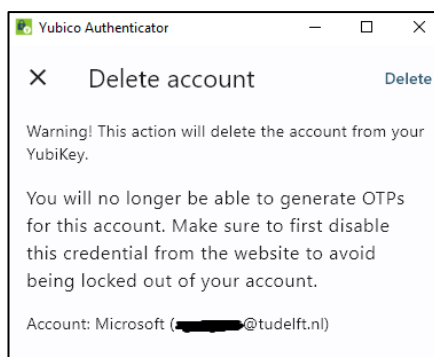 Yubico Authenticator
Delete account
Delete
Warning! This action will delete the account from your
YubiKey.
You will no longer be able to generate OTPs
for this account. Make sure to first disable
this credential from the website to avoid
being locked out of your account.
Account: Microsoft (@tudelft.nl)